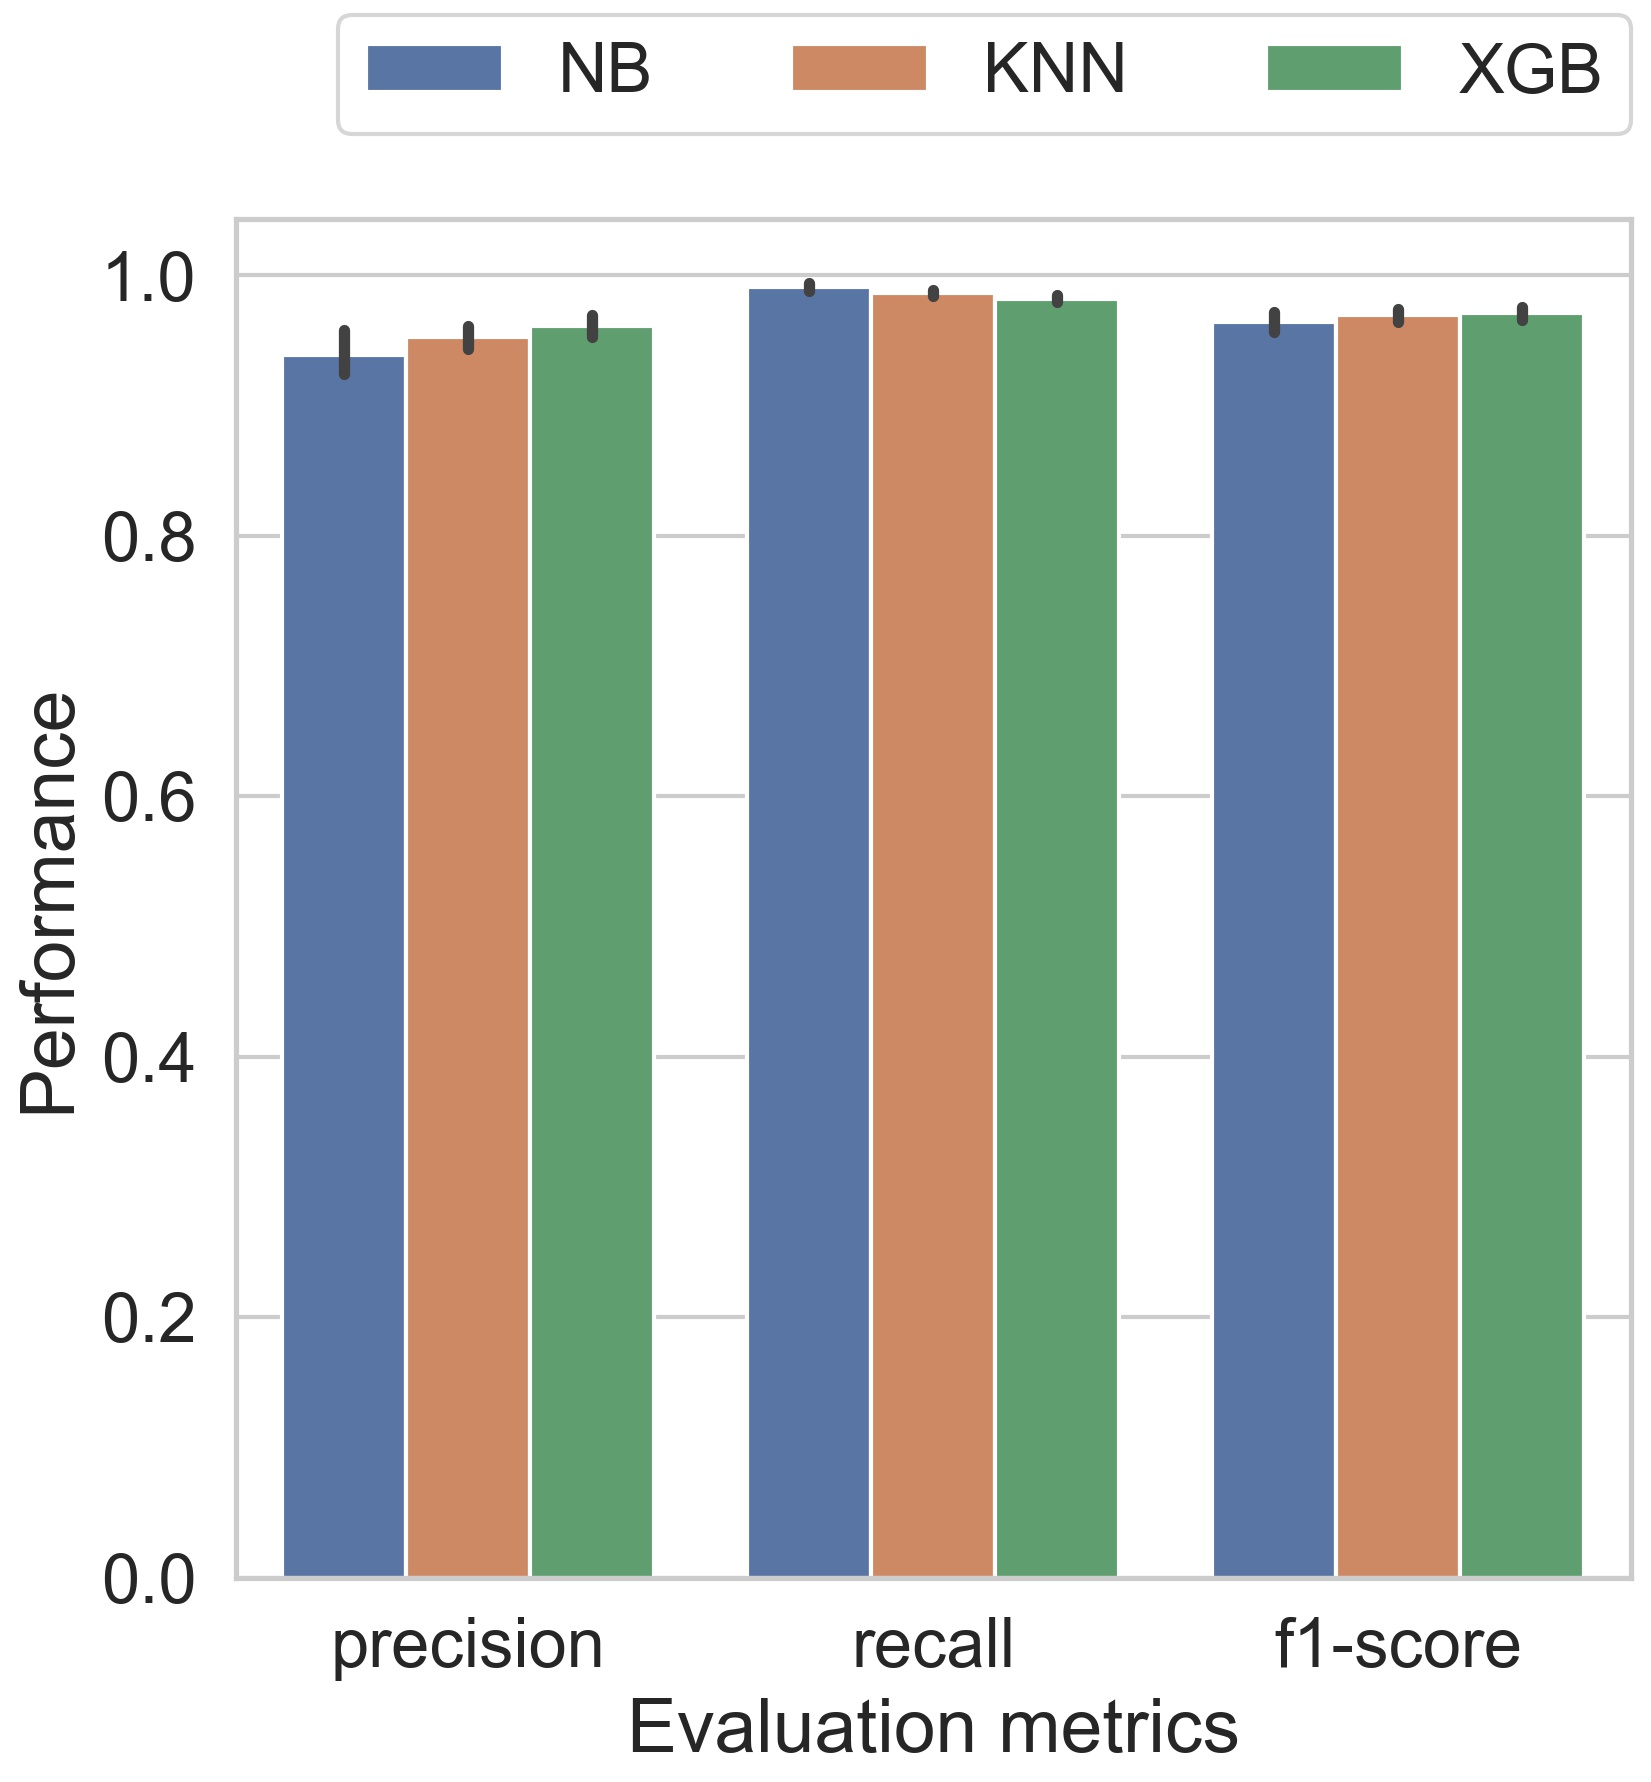 NB KNN XGB
1.0
0.8
0.6
0.4
0.2
0.0
Performance
precision recall f1-score
Evaluation metrics